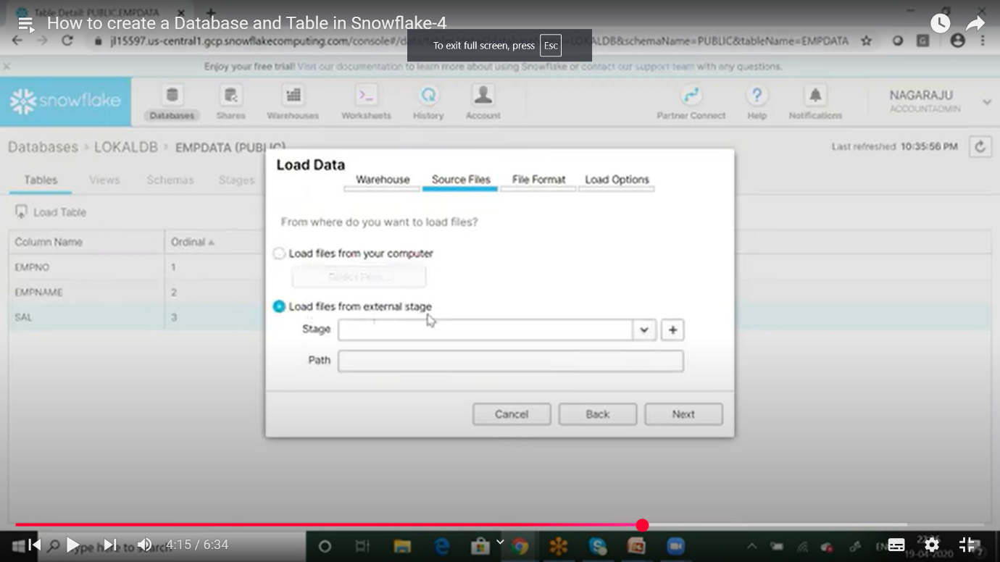 Table Detail: PUBLIC.EMPDATA
How to create a Database and Table in Snowflake-4
To exit full screen, press Esc
jl15597.us-central1.gcp.snowflakecomputing.com/console#/data/
LOKALDB&schemaName=PUBLIC&tableName=EMPDATA
Enjoy your free trial! Visit our documentation to learn more about using Snowflake or contact our support team with any questions.
snowflake
Databases
Shares
Warehouses
Worksheets
History
Account
Partner Connect
Help
Notifications
NAGARAJU
ACCOUNTADMIN
Databases > LOKALDB > EMPDATA (PUBLIC)
Last refreshed 10:35:56 PM
Tables
Views
Schemas
Stages
Load Table
Column Name
Ordinal
EMPNO
1
EMPNAME
2
SAL
3
Load Data
Warehouse
Source Files
File Format
Load Options
From where do you want to load files?
Load files from your computer
Load files from external stage
Stage
+
Path
Cancel
Back
Next
4:15 / 6:34
Type here to search
19-04-2020